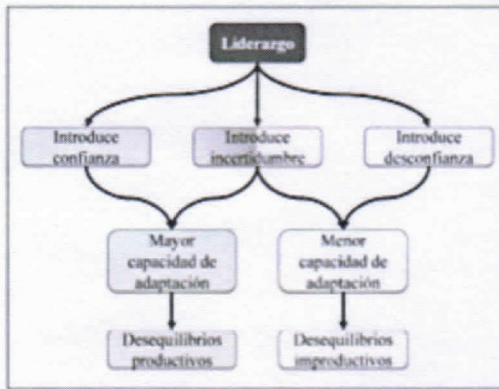 Liderazgo
Introduce
confianza
Introduce
incertidumbre
Introduce
desconfianza
Mayor
capacidad de
adaptación
Menor
capacidad de
adaptación
Desequilibrios
productivos
Desequilibrios
improductivos